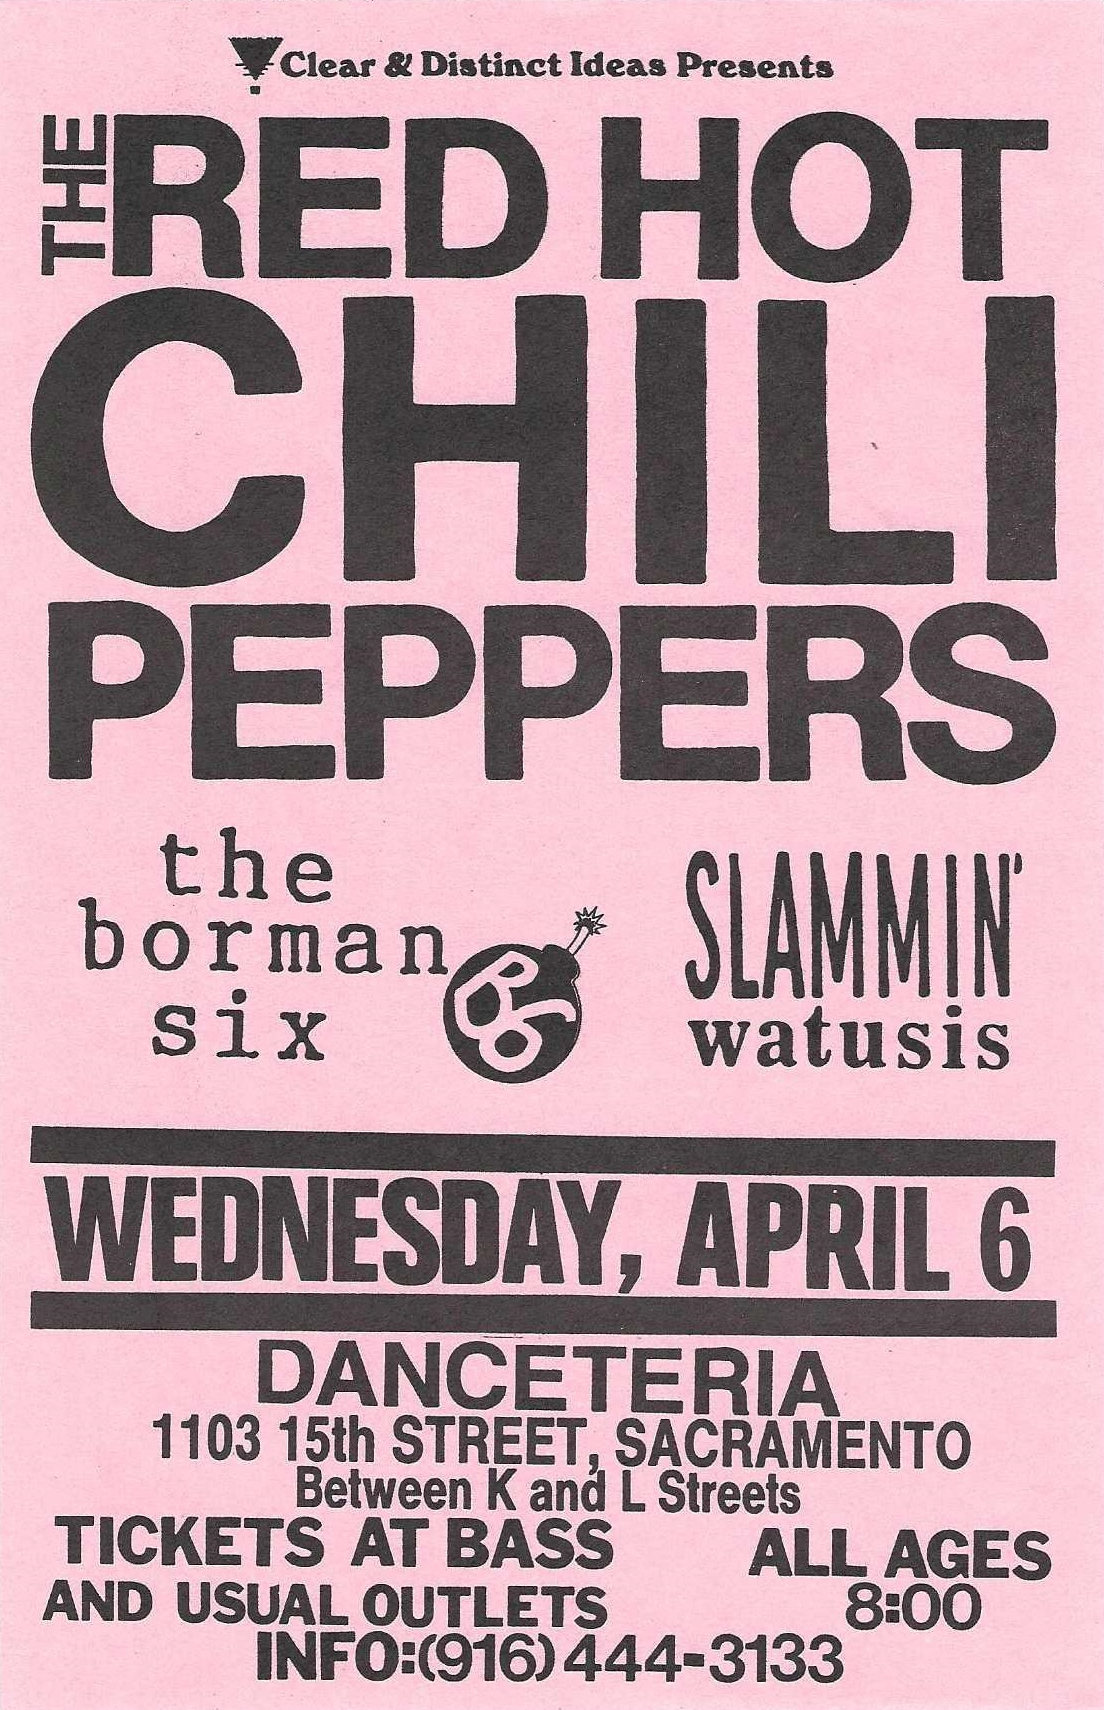 Clear & Distinct Ideas Presents
THE RED HOT
CHILI
PEPPERS
the
borman
six
B6
SLAMMIN'
watusis
WEDNESDAY, APRIL 6
DANCETERIA
1103 15th STREET, SACRAMENTO
Between K and L Streets
TICKETS AT BASS
AND USUAL OUTLETS
ALL AGES
8:00
INFO:(916)444-3133